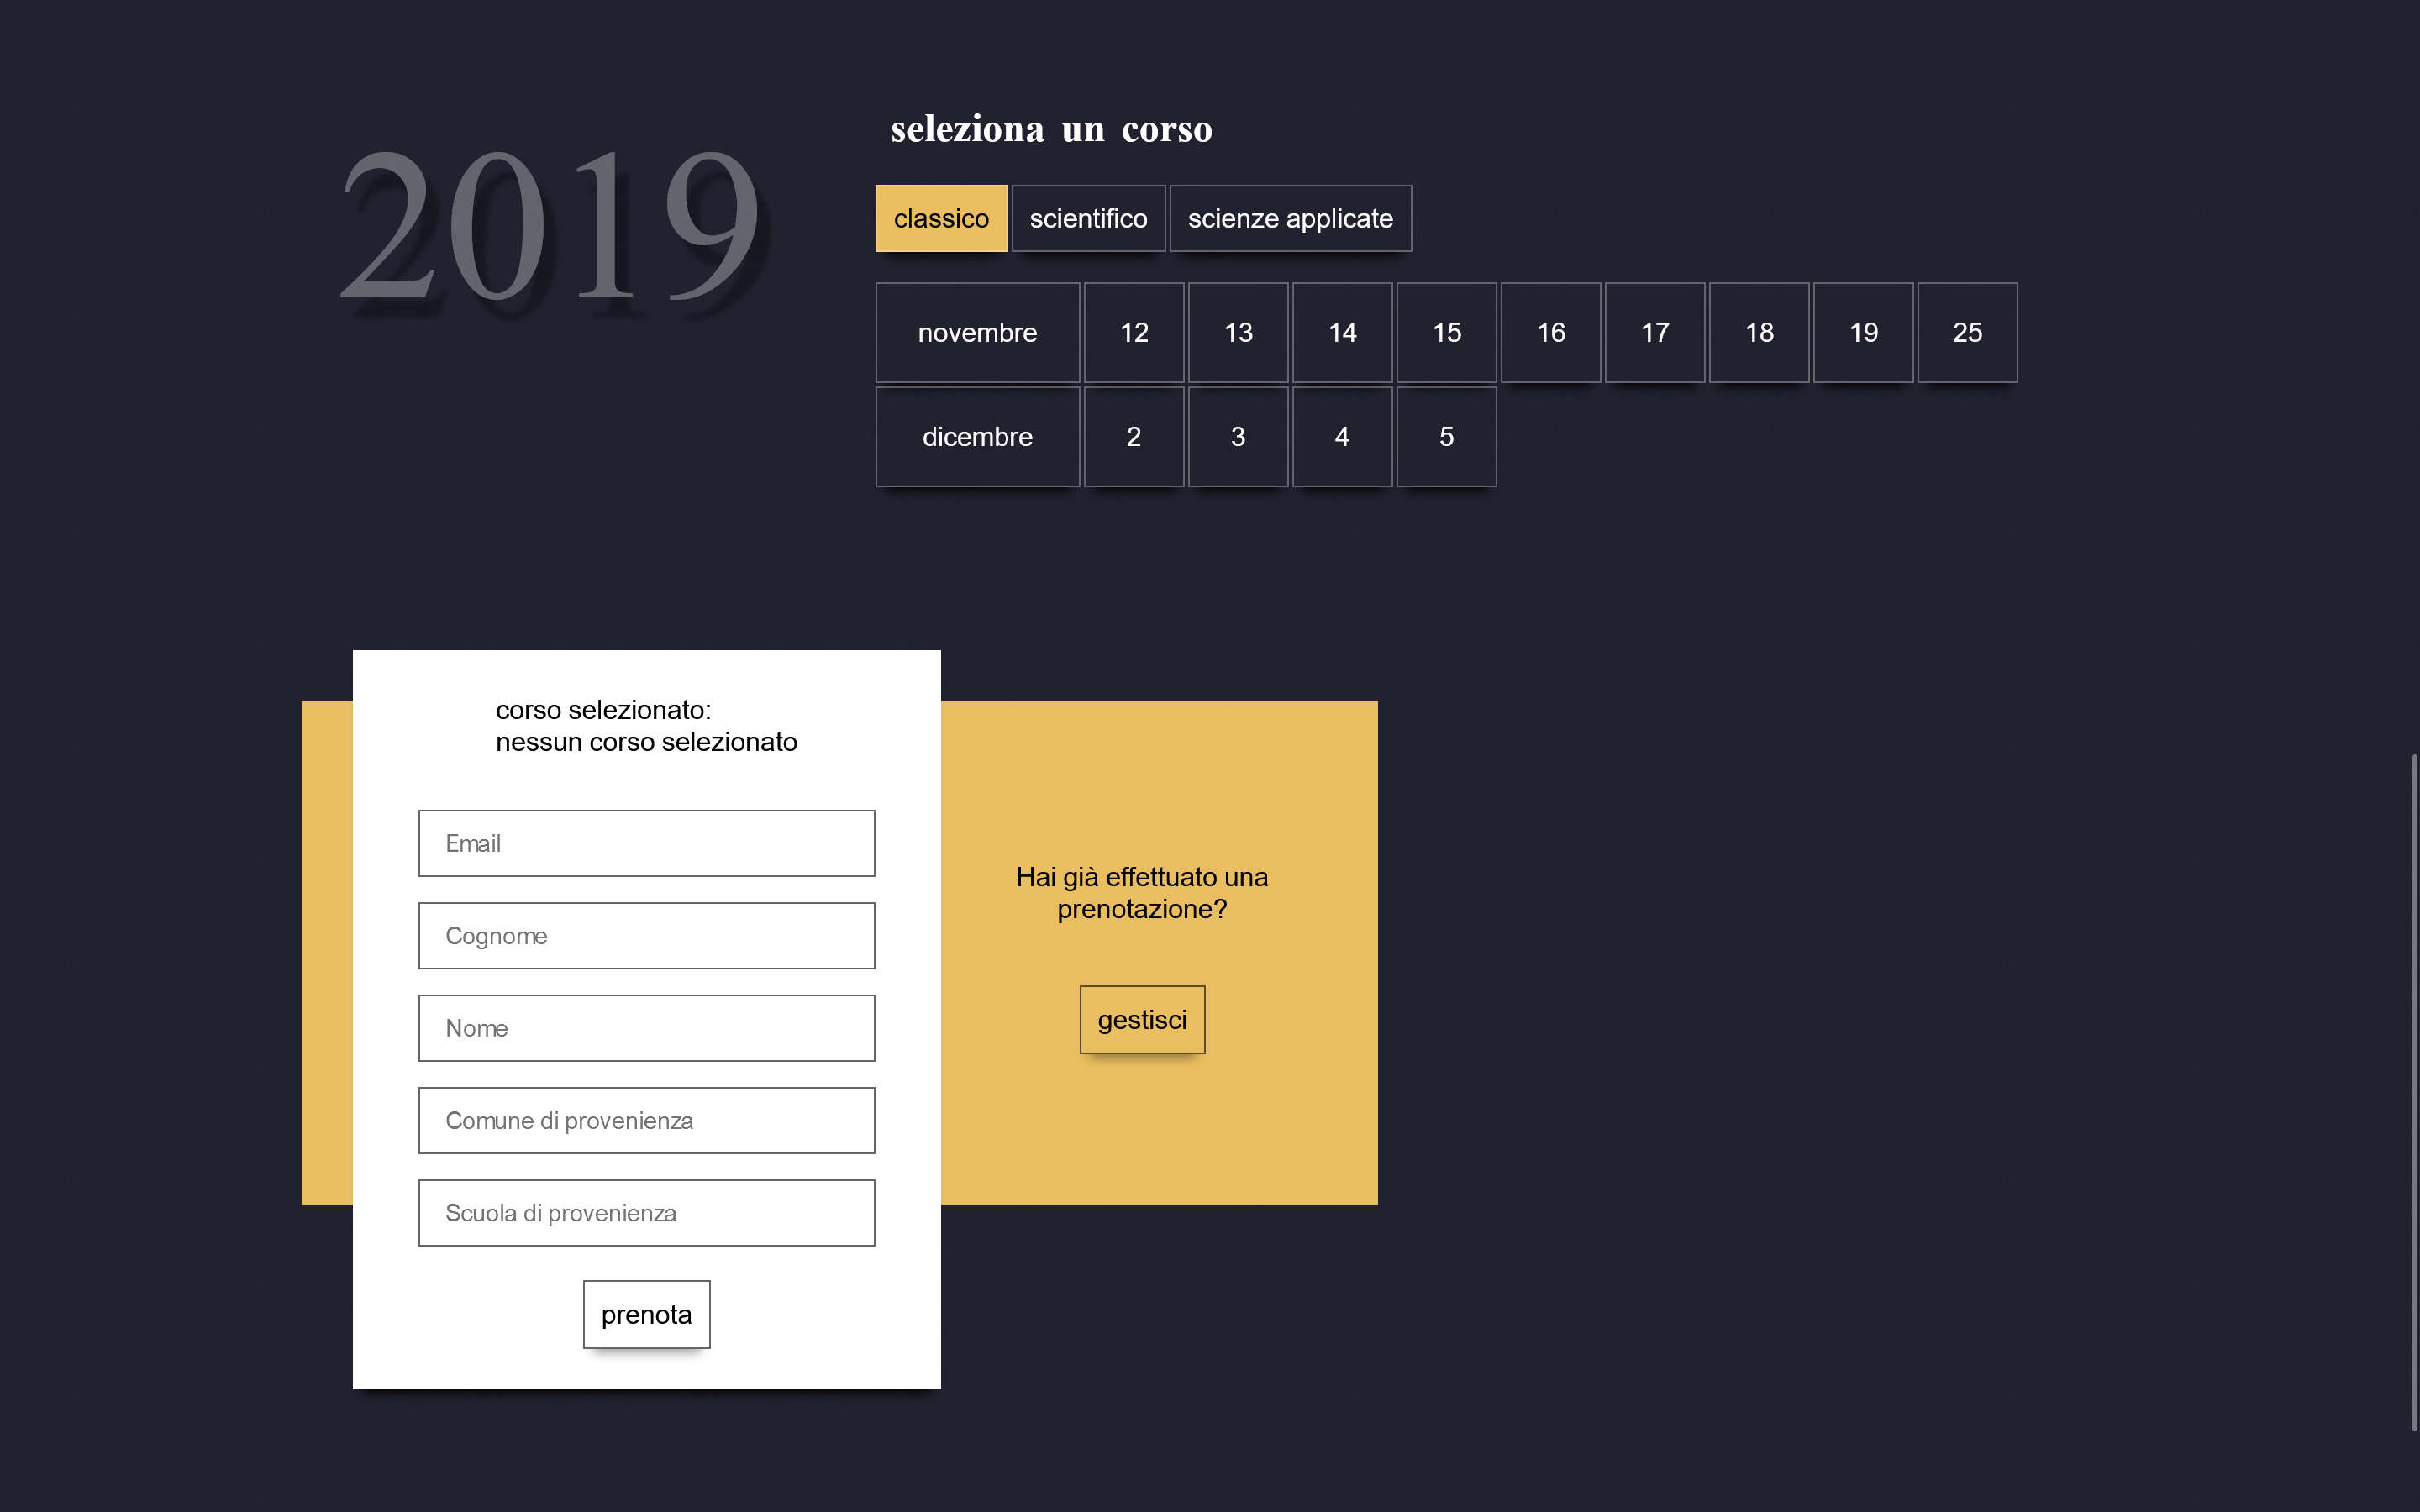 2019
seleziona un corso
classico scientifico scienze applicate
novembre 12 13 14 15 16 17 18 19 25
dicembre 2 3 4 5
corso selezionato:
nessun corso selezionato
Email
Cognome
Nome
Comune di provenienza
Scuola di provenienza
prenota
Hai già effettuato una
prenotazione?
gestisci